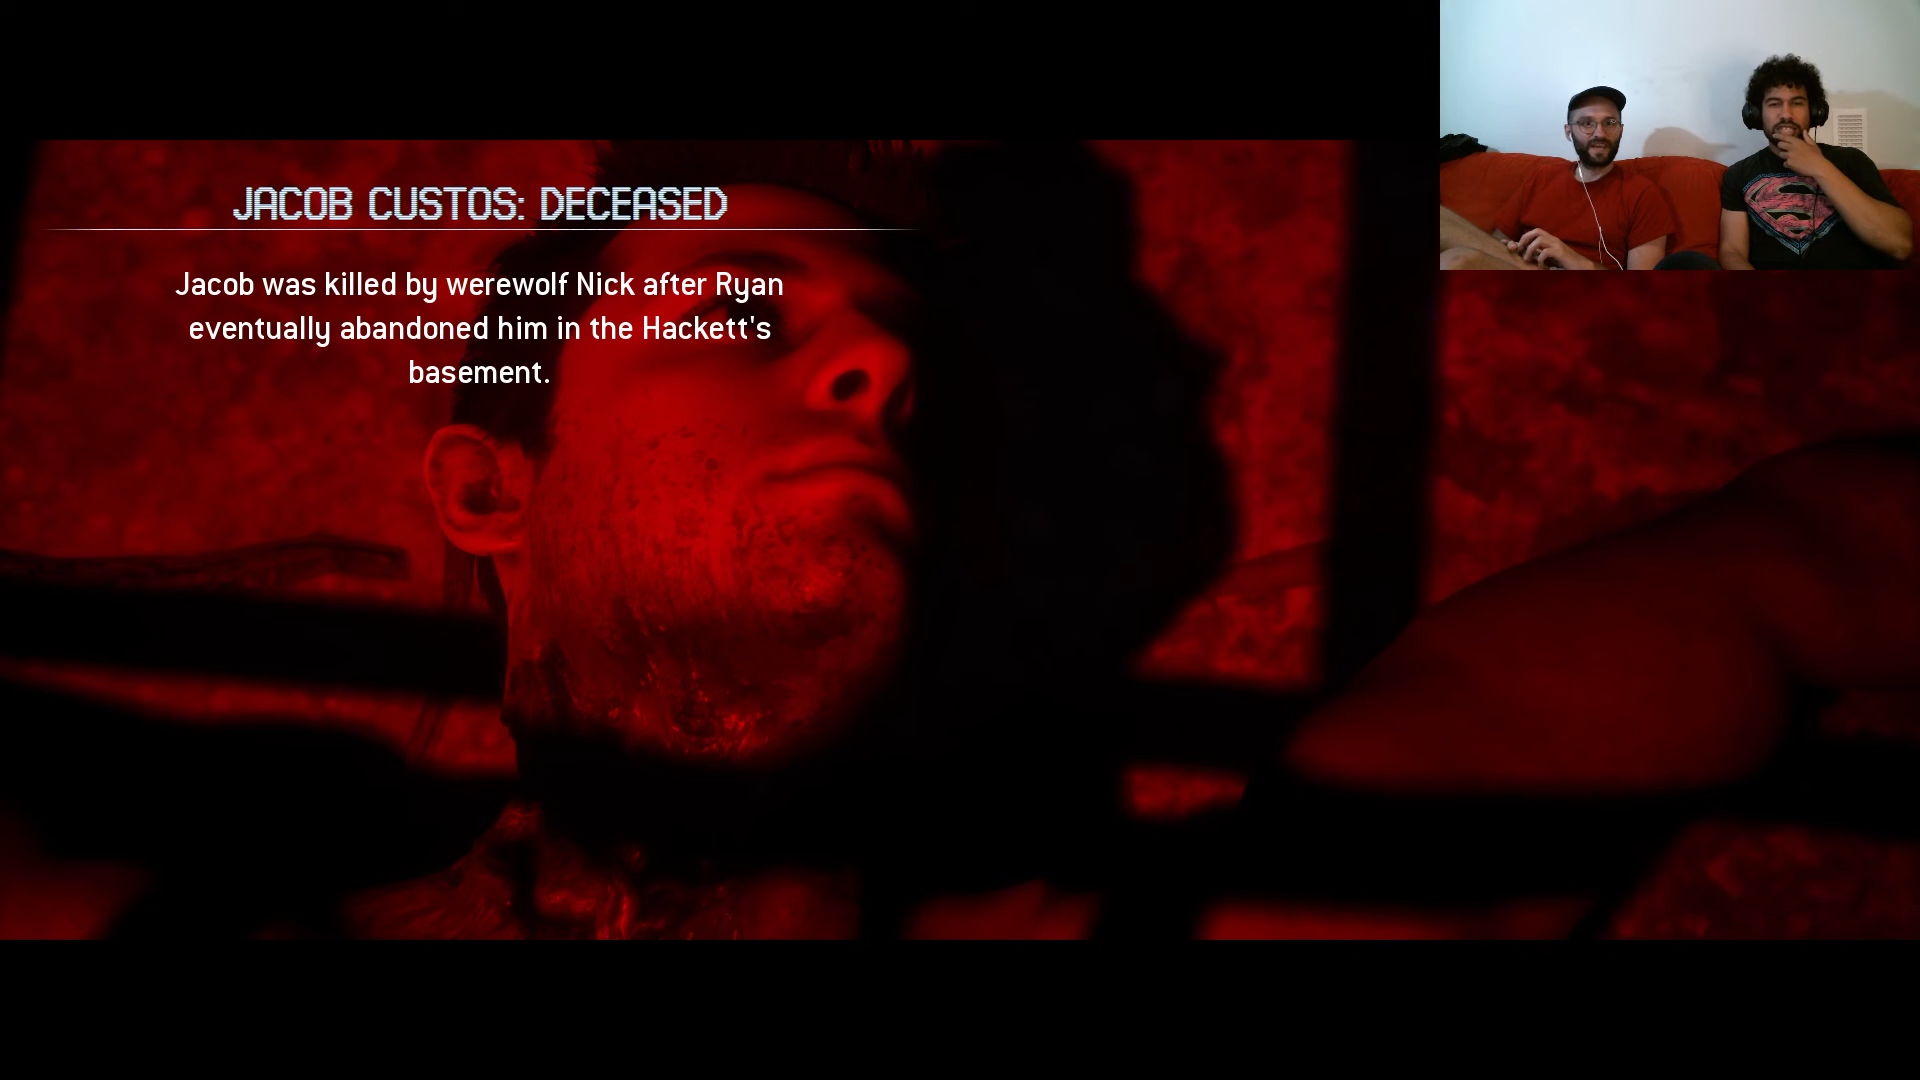 JACOB CUSTOS: DECEASED
Jacob was killed by werewolf Nick after Ryan
eventually abandoned him in the Hackett's
basement.